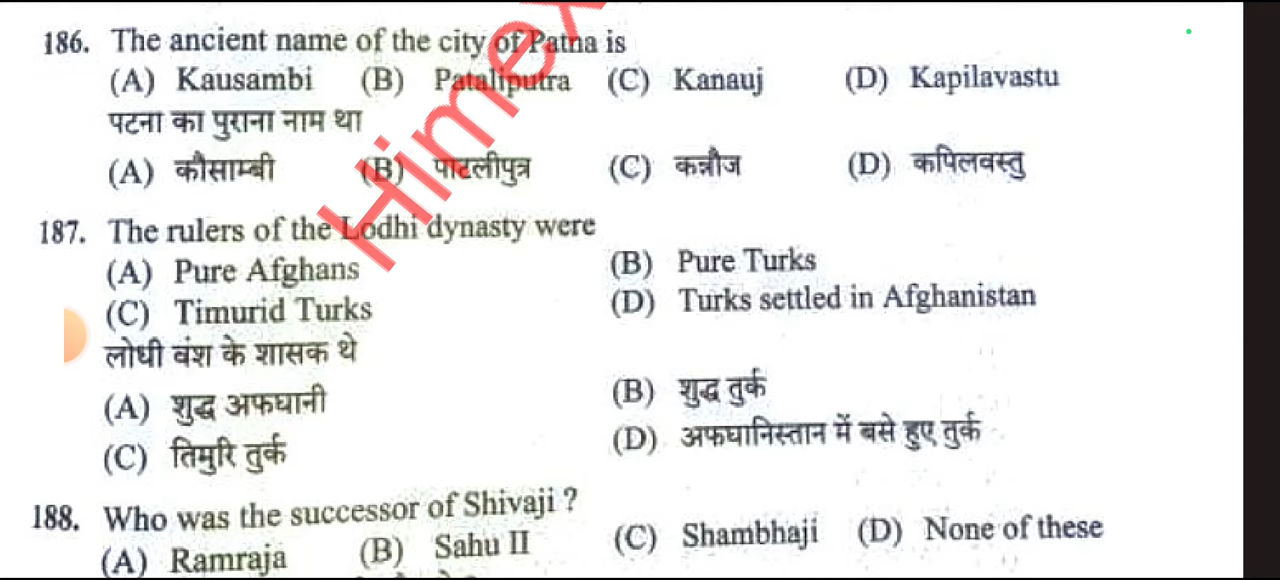 186. The ancient name of the city of Patna is
(A) Kausambi (B) Pataliputra (C) Kanauj (D) Kapilavastu
पटना का पुराना नाम था
(A) कौसाम्बी (B) पाटलीपुत्र (C) कन्नौज (D) कपिलवस्तु
187. The rulers of the Lodhi dynasty were
(A) Pure Afghans (B) Pure Turks
(C) Timurid Turks (D) Turks settled in Afghanistan
लोधी वंश के शासक थे
(A) शुद्ध अफघानी (B) शुद्ध तुर्क
(C) तिमुरि तुर्क (D) अफघानिस्तान में बसे हुए तुर्क
188. Who was the successor of Shivaji ?
(A) Ramraja (B) Sahu II (C) Shambhaji (D) None of these
Himex